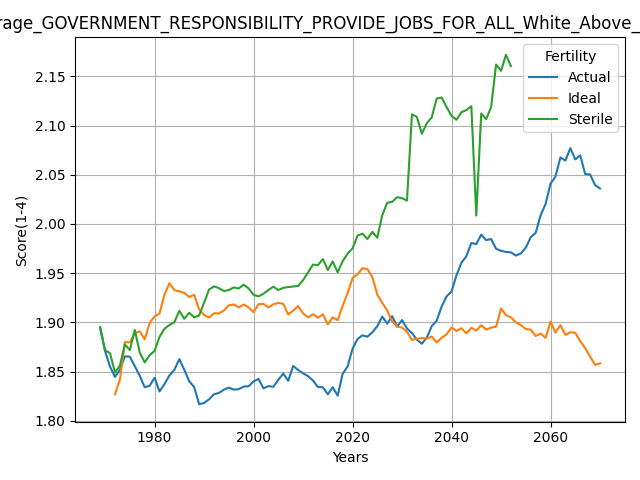 rage_GOVERNMENT_RESPONSIBILITY_PROVIDE_JOBS_FOR_ALL_White_Above_
Fertility
Actual
Ideal
Sterile
Score(1-4)
2.15
2.10
2.05
2.00
1.95
1.90
1.85
1.80
1980
2000
2020
2040
2060
Years